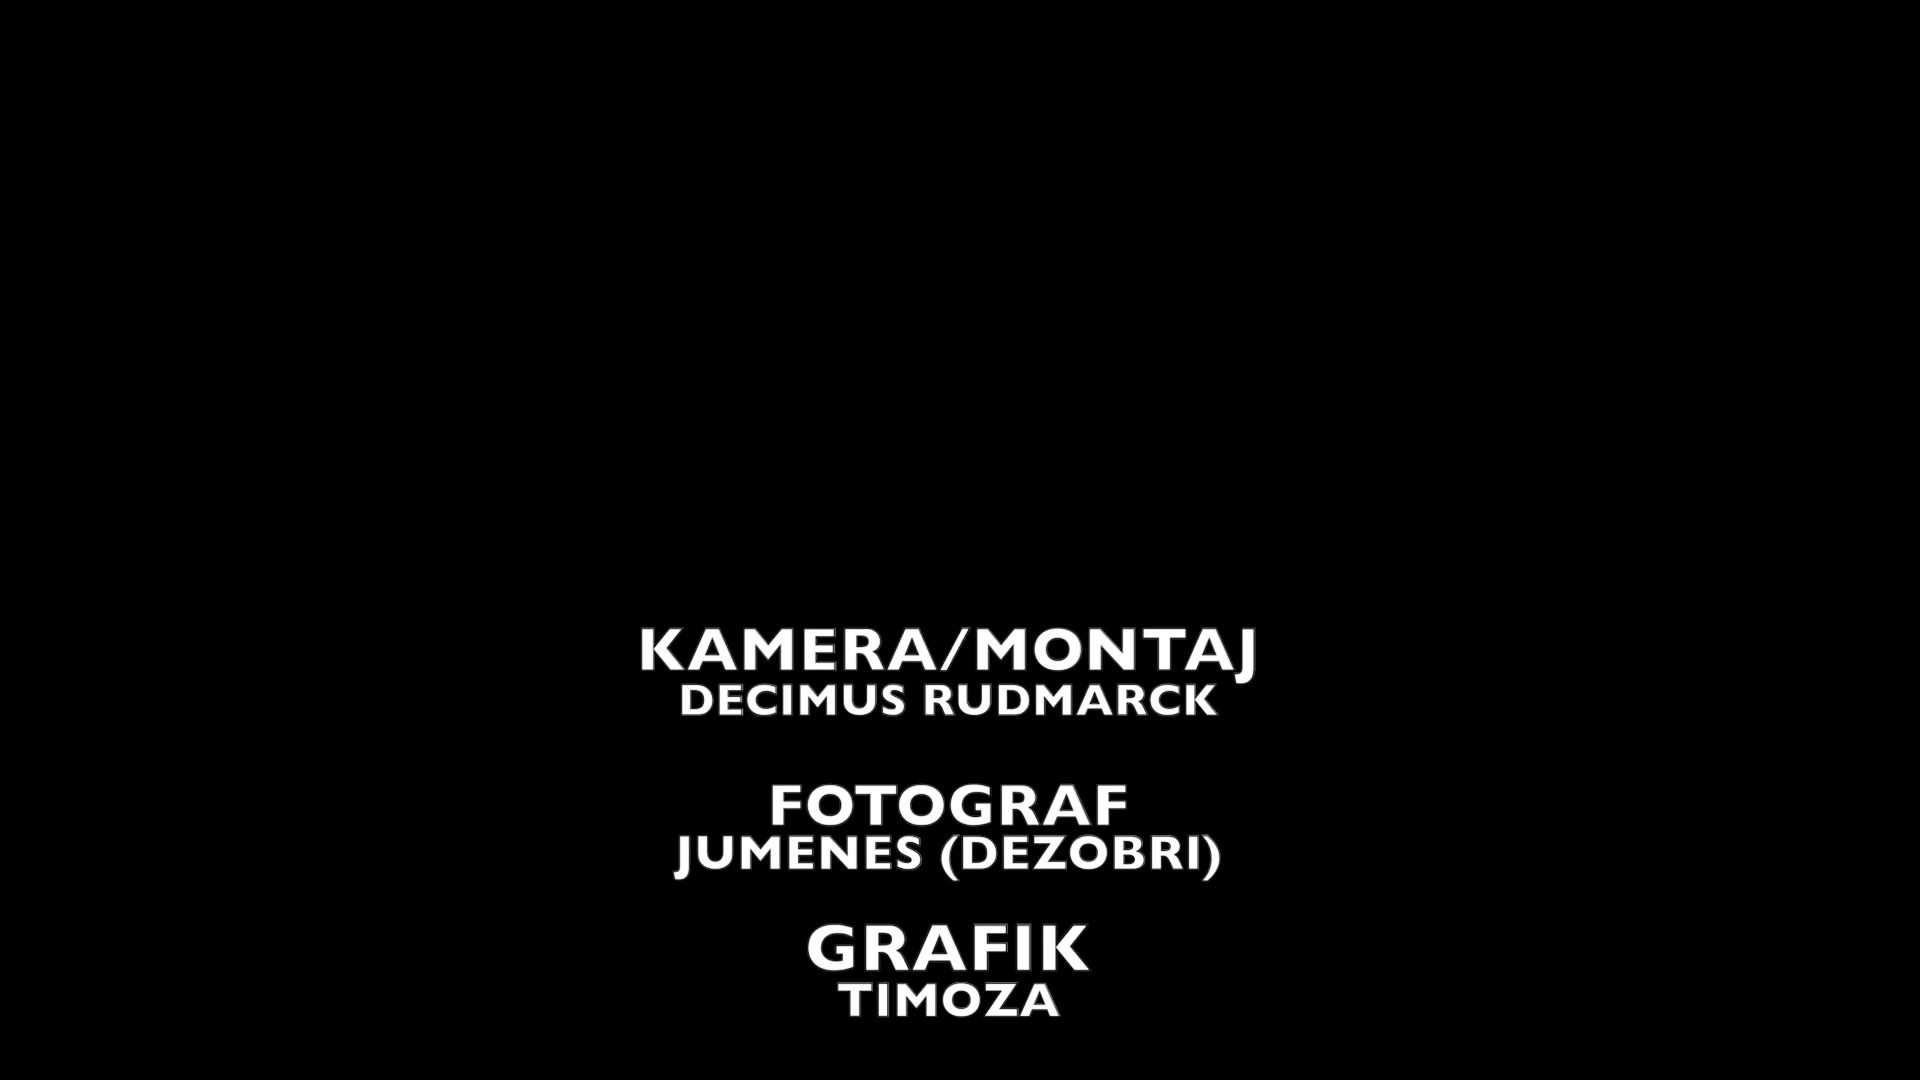 KAMERA/MONTAJ
DECIMUS RUDMARCK
FOTOGRAF
JUMENES (DEZOBRI)
GRAFIK
TIMOZA